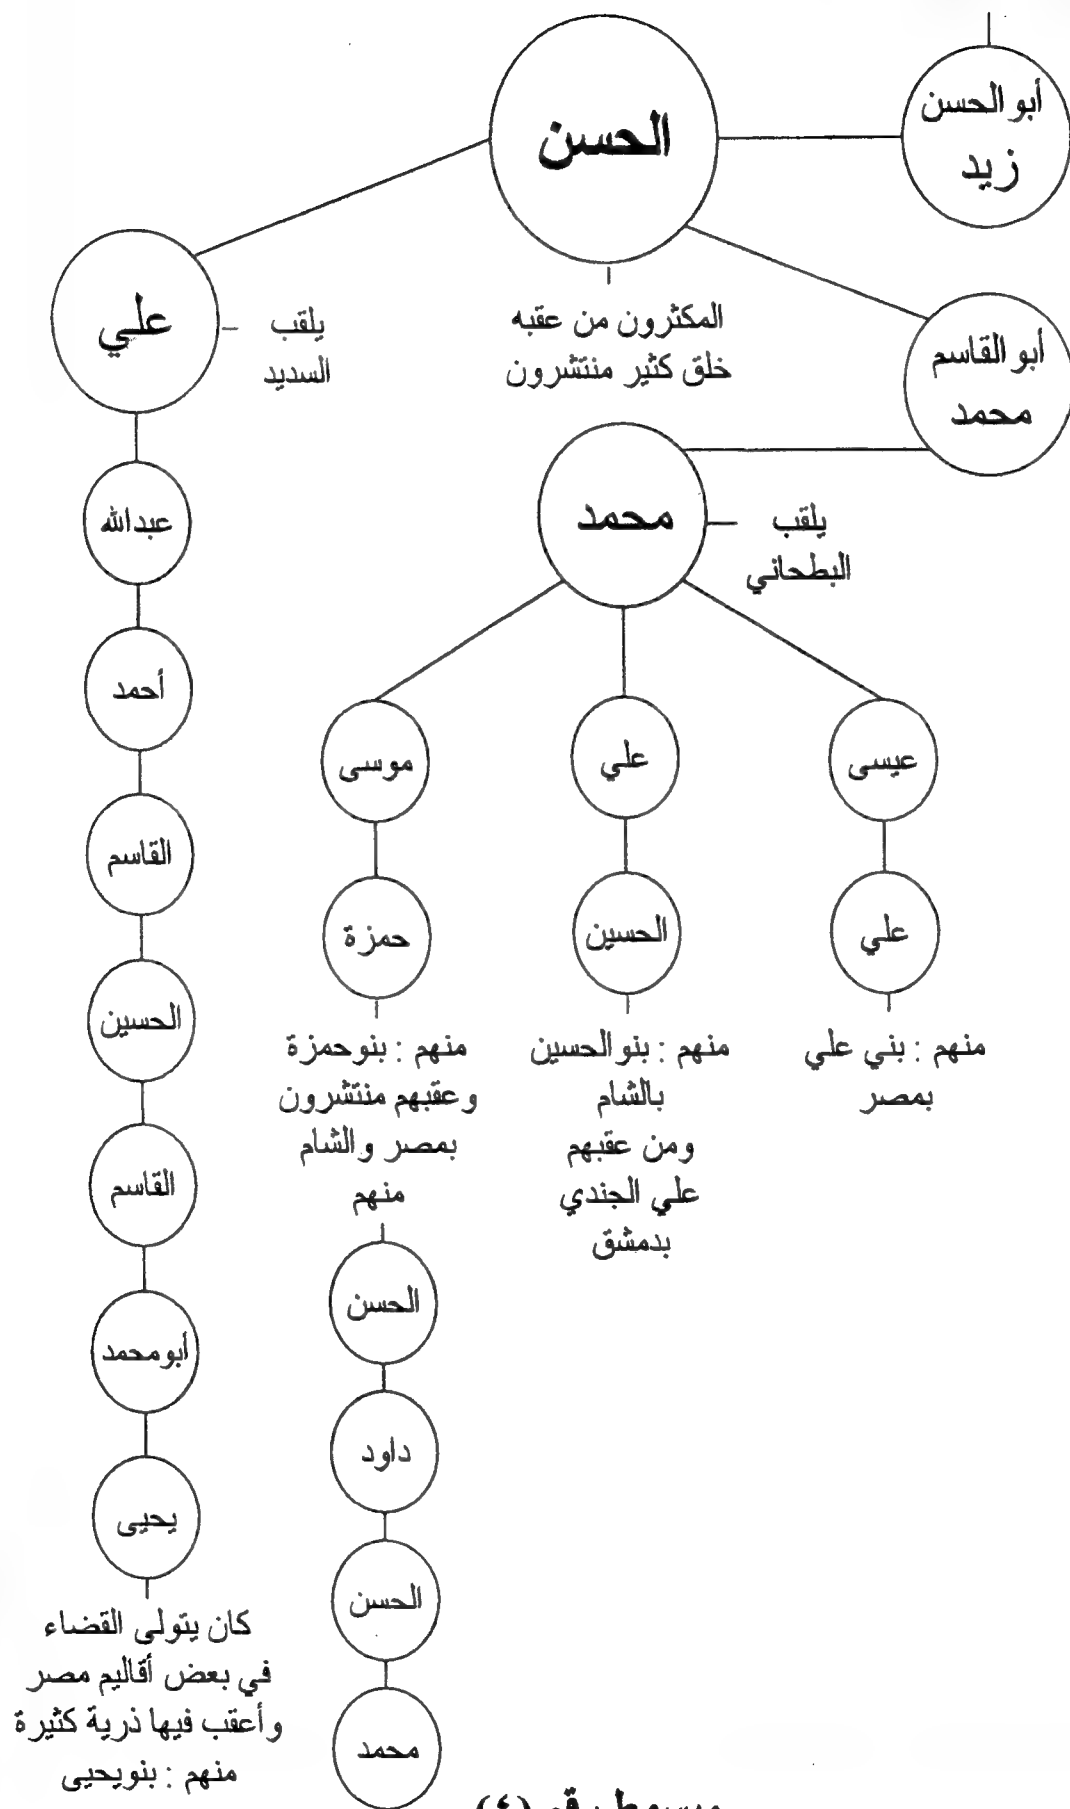 أبو الحسن
زيد
الحسن
المكثرون من عقبه
خلق كثير منتشرون
أبو القاسم
محمد
علي
يلقب
السديد
محمد
يلقب
البطحاني
عيسى
علي
منهم : بني علي
بمصر
علي
الحسين
منهم : بنو الحسين
بالشام
ومن عقبهم
علي الجندي
بدمشق
موسى
حمزة
منهم : بنوحمزة
وعقبهم منتشرون
بمصر والشام
منهم
الحسن
داود
الحسن
محمد
عبدالله
أحمد
القاسم
الحسين
القاسم
أبومحمد
يحيى
كان يتولى القضاء
في بعض أقاليم مصر
وأعقب فيها ذرية كثيرة
منهم : بنويحيى
(٤)